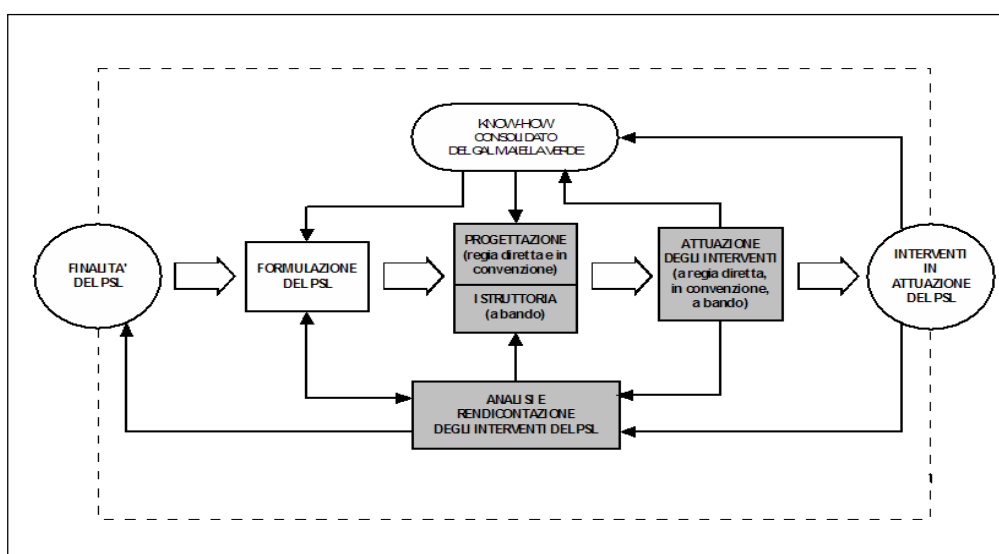 KNOW-HOW
CONSOLIDATO
DEL GAL MAIELLA VERDE
FINALITA'
DEL PSL
FORMULAZIONE
DEL PSL
PROGETTAZIONE
(regia diretta e in
convenzione)
ISTRUTTORIA
(a bando)
ATTUAZIONE
DEGLI INTERVENTI
(a regia diretta,
in convenzione,
a bando)
INTERVENTI
IN
ATTUAZIONE
DEL PSL
ANALISI E
RENDICONTAZIONE
DEGLI INTERVENTI DEL PSL